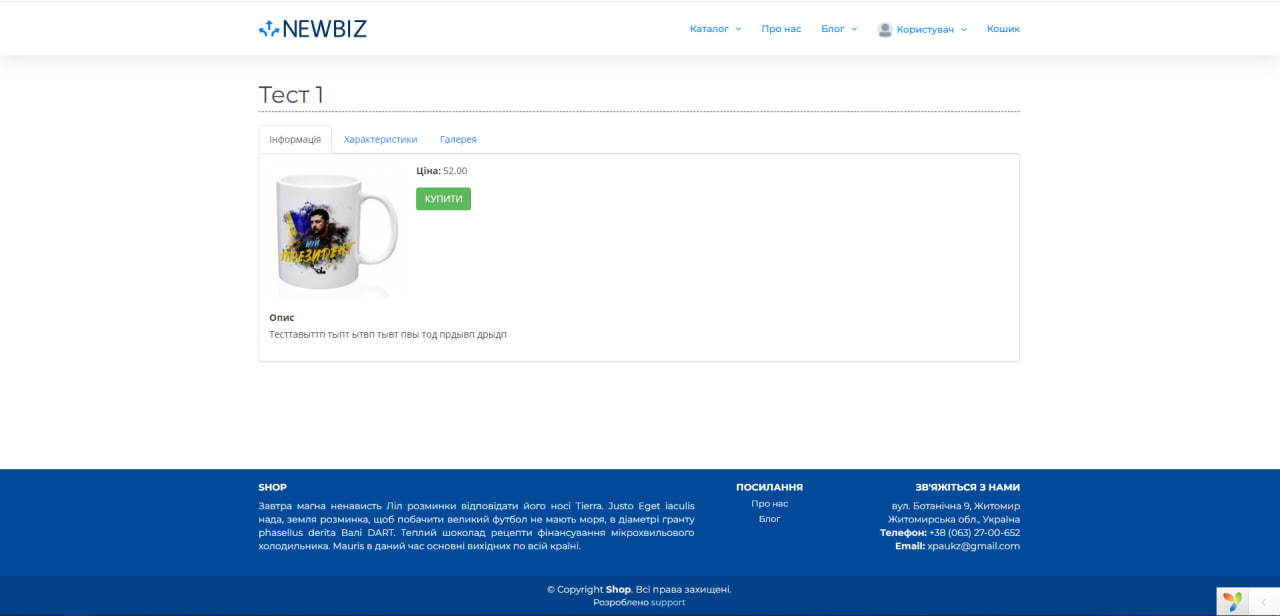 NEWBIZ
Каталог
Про нас
Блог
Користувач
Кошик
Тест 1
Інформація
Характеристики
Галерея
Ціна: 52.00
КУПИТИ
МІЙ
ПРЕЗИДЕНТ
Опис
Тесттавыттп тыпт ытвп тывт пвы тод прдывп дрыдп
SHOP
Завтра магна ненависть Ліл розминки відповідати його носі Tierra. Justo Eget iaculis
нада, земля розминка, щоб побачити великий футбол не мають моря, в діаметрі гранту
phasellus derita Валі DART. Теплий шоколад рецепти фінансування мікрохвильового
холодильника. Mauris в даний час основні вихідних по всій країні.
ПОСИЛАННЯ
Про нас
Блог
ЗВ'ЯЖІТЬСЯ З НАМИ
вул. Ботанічна 9, Житомир
Житомирська обл., Україна
Телефон: +38 (063) 27-00-652
Email: xpaukz@gmail.com
© Copyright Shop. Всі права захищені.
Розроблено support